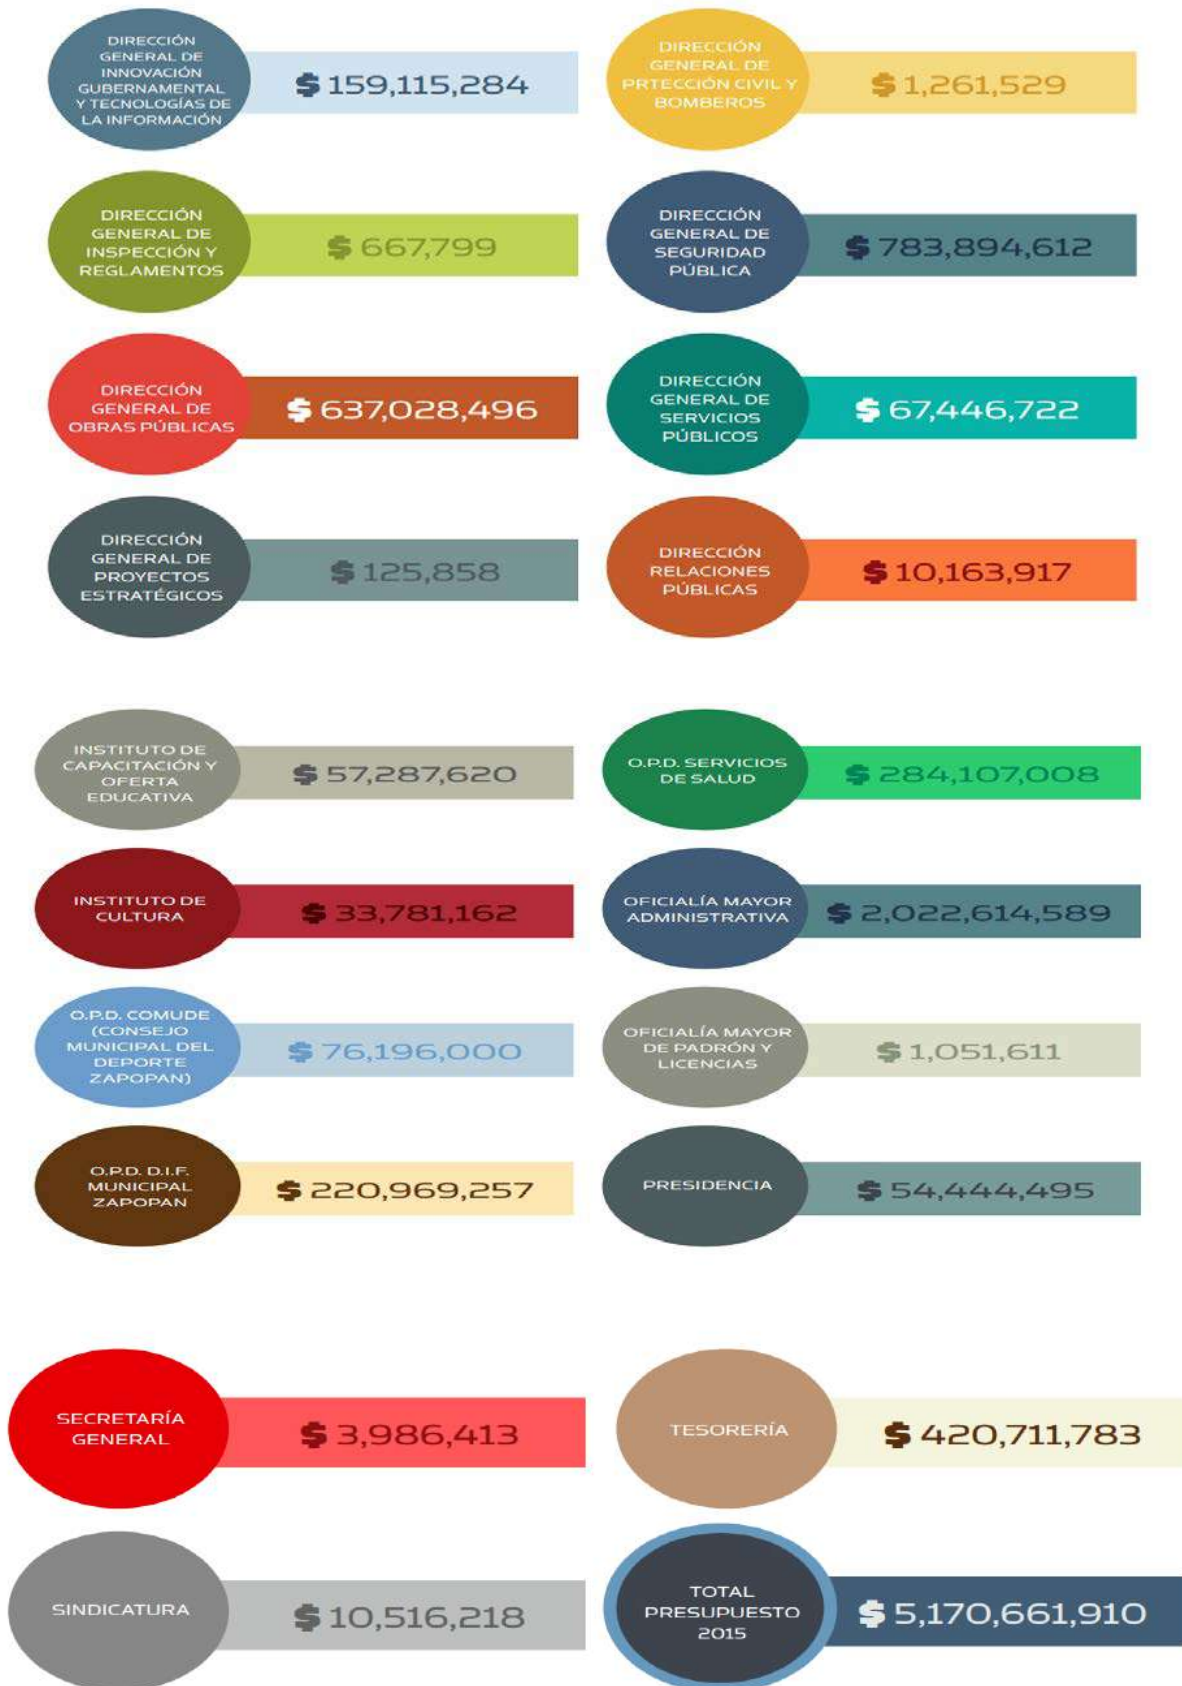 DIRECCIÓN
GENERAL DE
INNOVACIÓN
GUBERNAMENTAL
Y TECNOLOGÍAS DE
LA INFORMACIÓN
$ 159,115,284
DIRECCIÓN
GENERAL DE
PRTECCIÓN CIVIL Y
BOMBEROS
$ 1,261,529
DIRECCIÓN
GENERAL DE
INSPECCIÓN Y
REGLAMENTOS
$ 667,799
DIRECCIÓN
GENERAL DE
SEGURIDAD
PÚBLICA
$ 783,894,612
DIRECCIÓN
GENERAL DE
OBRAS PÚBLICAS
$ 637,028,496
DIRECCIÓN
GENERAL DE
SERVICIOS
PÚBLICOS
$ 67,446,722
DIRECCIÓN
GENERAL DE
PROYECTOS
ESTRATÉGICOS
$ 125,858
DIRECCIÓN
RELACIONES
PÚBLICAS
$ 10,163,917
INSTITUTO DE
CAPACITACIÓN Y
OFERTA
EDUCATIVA
$ 57,287,620
O.P.D. SERVICIOS
DE SALUD
$ 284,107,008
INSTITUTO DE
CULTURA
$ 33,781,162
OFICIALÍA MAYOR
ADMINISTRATIVA
$ 2,022,614,589
O.P.D. COMUDE
(CONSEJO
MUNICIPAL DEL
DEPORTE
ZAPOPAN)
$ 76,196,000
OFICIALÍA MAYOR
DE PADRÓN Y
LICENCIAS
$ 1,051,611
O.P.D. D.I.F.
MUNICIPAL
ZAPOPAN
$ 220,969,257
PRESIDENCIA
$ 54,444,495
SECRETARÍA
GENERAL
$ 3,986,413
TESORERÍA
$ 420,711,783
SINDICATURA
$ 10,516,218
TOTAL
PRESUPUESTO
2015
$ 5,170,661,910